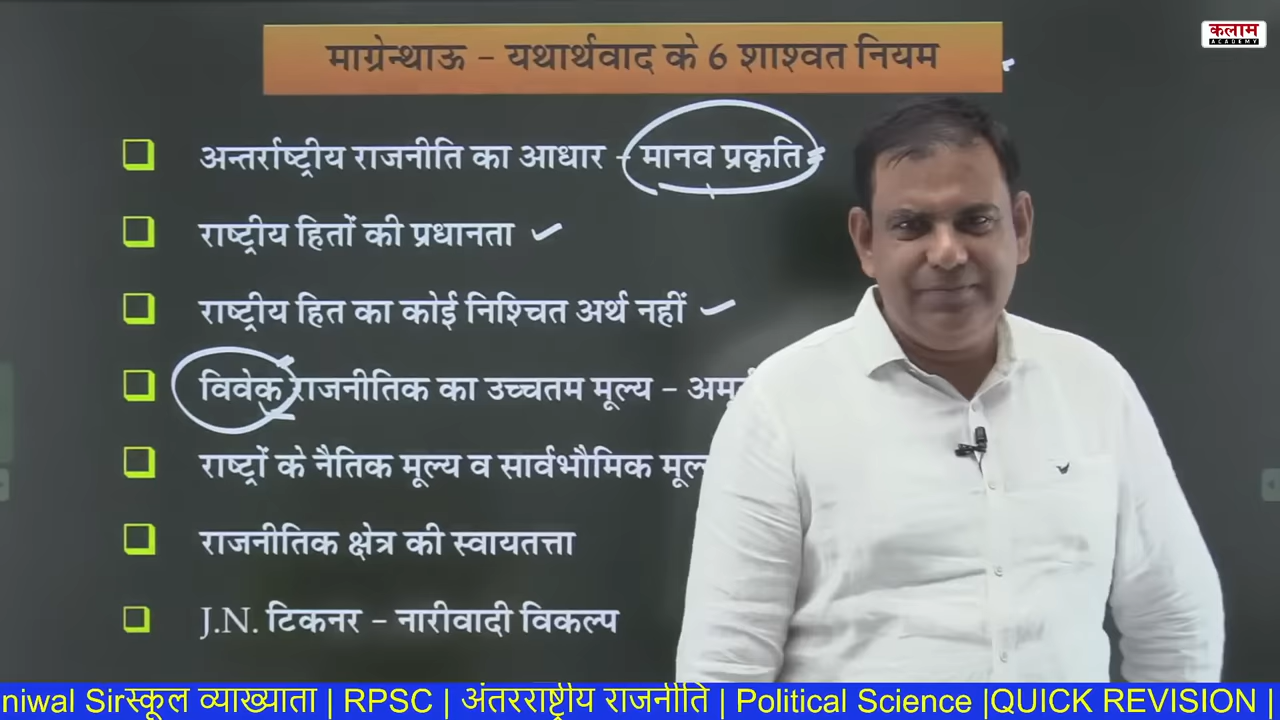 कलाम
ACADEMY
माग्रेन्थाऊ - यथार्थवाद के 6 शाश्वत नियम
अन्तर्राष्ट्रीय राजनीति का आधार - मानव प्रकृति
राष्ट्रीय हितों की प्रधानता
राष्ट्रीय हित का कोई निश्चित अर्थ नहीं
विवेक राजनीतिक का उच्चतम मूल्य -
राष्ट्रों के नैतिक मूल्य व सार्वभौमिक
राजनीतिक क्षेत्र की स्वायतत्ता
J.N. टिकनर - नारीवादी विकल्प
niwal Sirस्कूल व्याख्याता | RPSC | अंतरराष्ट्रीय राजनीति | Political Science |QUICK REVISION |